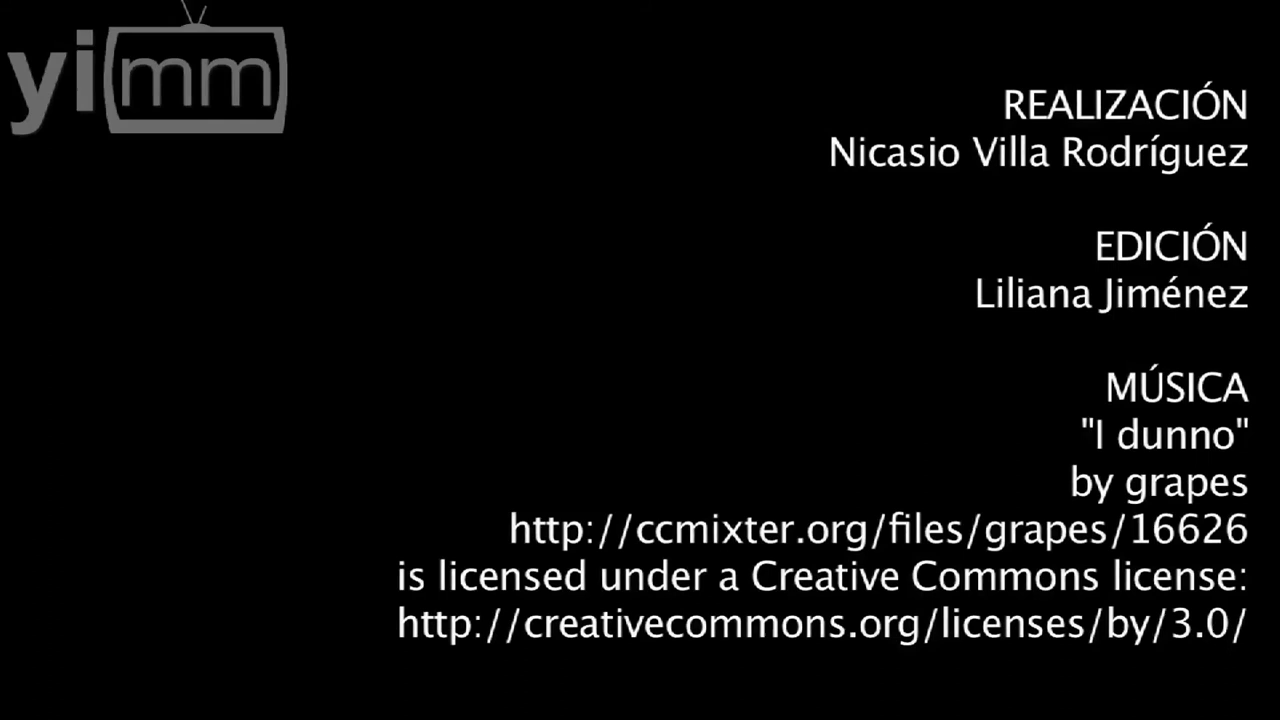 yimm
REALIZACIÓN
Nicasio Villa Rodríguez
EDICIÓN
Liliana Jiménez
MÚSICA
"I dunno"
by grapes
http://ccmixter.org/files/grapes/16626
is licensed under a Creative Commons license:
http://creativecommons.org/licenses/by/3.0/